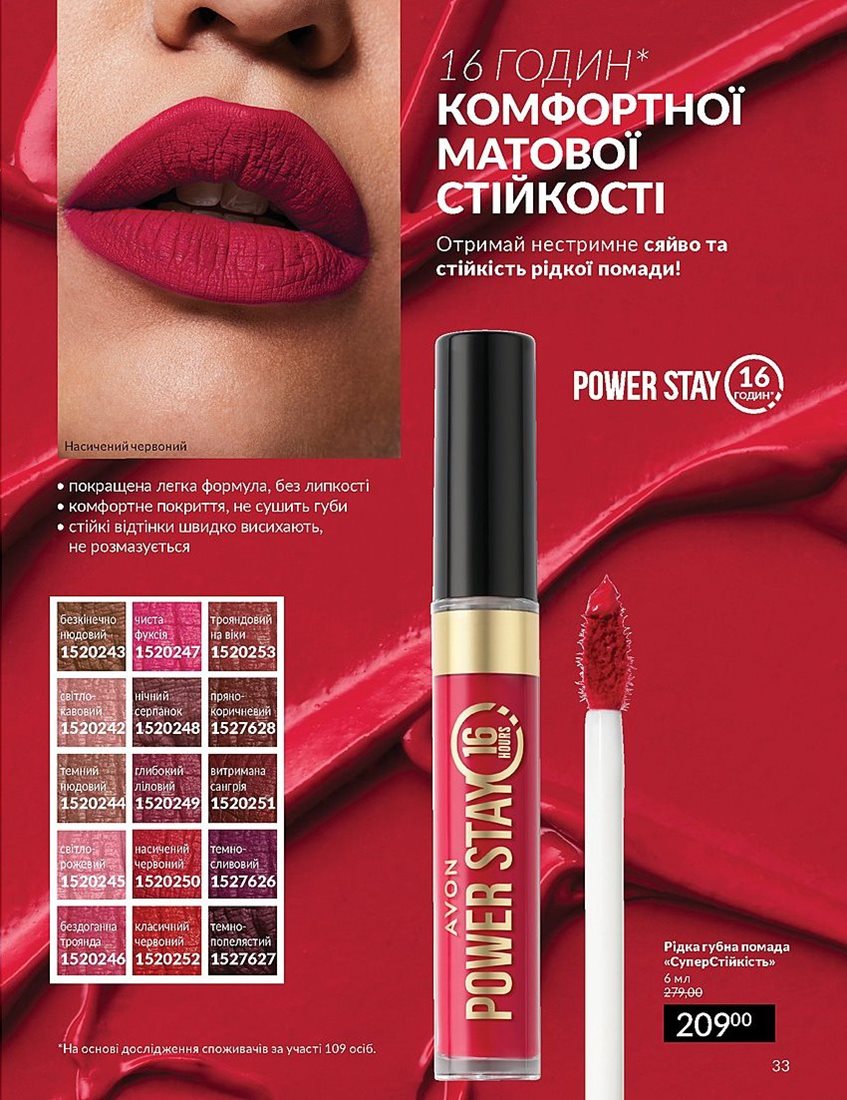 16 ГОДИН*
КОМФОРТНОЇ
МАТОВОЇ
СТІЙКОСТІ
Отримай нестримне сяйво та
стійкість рідкої помади!
POWER STAY
16
ГОДИН*
Насичений червоний
• покращена легка формула, без липкості
• комфортне покриття, не сушить губи
• стійкі відтінки швидко висихають,
не розмазується
безкінечно
нюдовий
1520243
чиста
фуксія
1520247
трояндовий
на віки
1520253
світло-
кавовий
1520242
нічний
серпанок
1520248
пряно-
коричневий
1527628
темний
нюдовий
1520244
глибокий
ліловий
1520249
витримана
сангрія
1520251
світло-
рожевий
1520245
насичений
червоний
1520250
темно-
сливовий
1527626
бездоганна
троянда
1520246
класичний
червоний
1520252
темно-
попелястий
1527627
AVON
POWER STAY
16
HOURS
Рідка губна помада
«СуперСтійкість»
6 мл
279,00
20900
*На основі дослідження споживачів за участі 109 осіб.
33